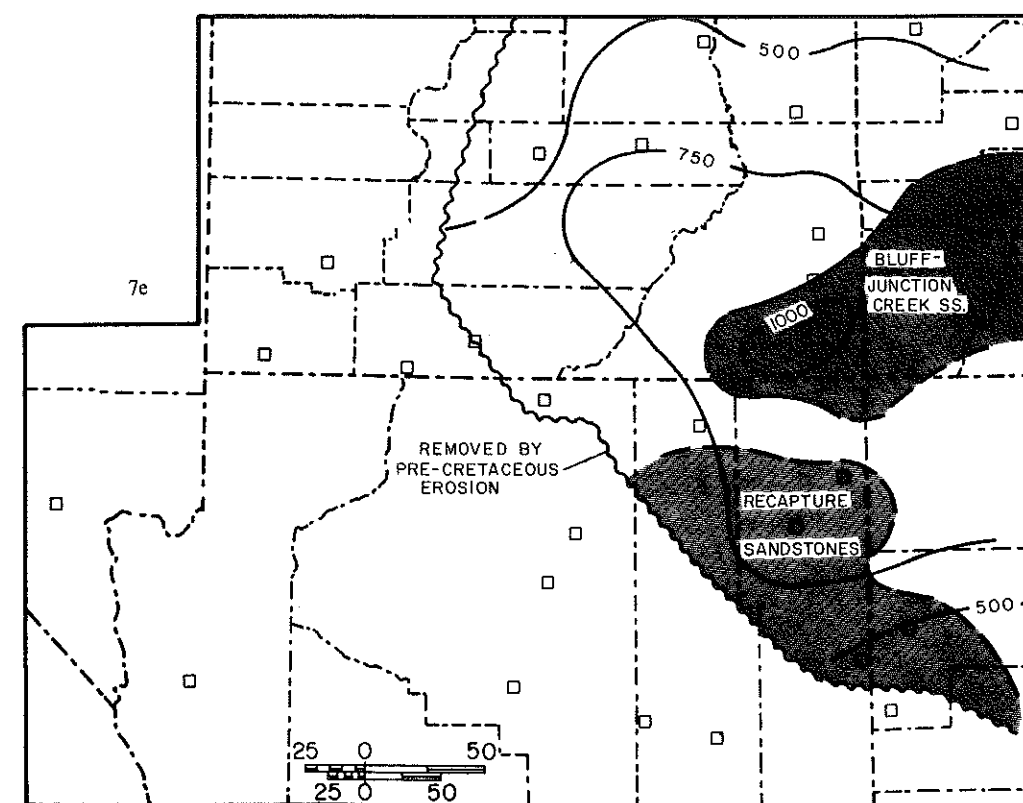 500
750
BLUFF-
JUNCTION
CREEK SS.
7e
1000
REMOVED BY
PRE-CRETACEOUS
EROSION
RECAPTURE
SANDSTONES
500
25 0 50
25 0 50